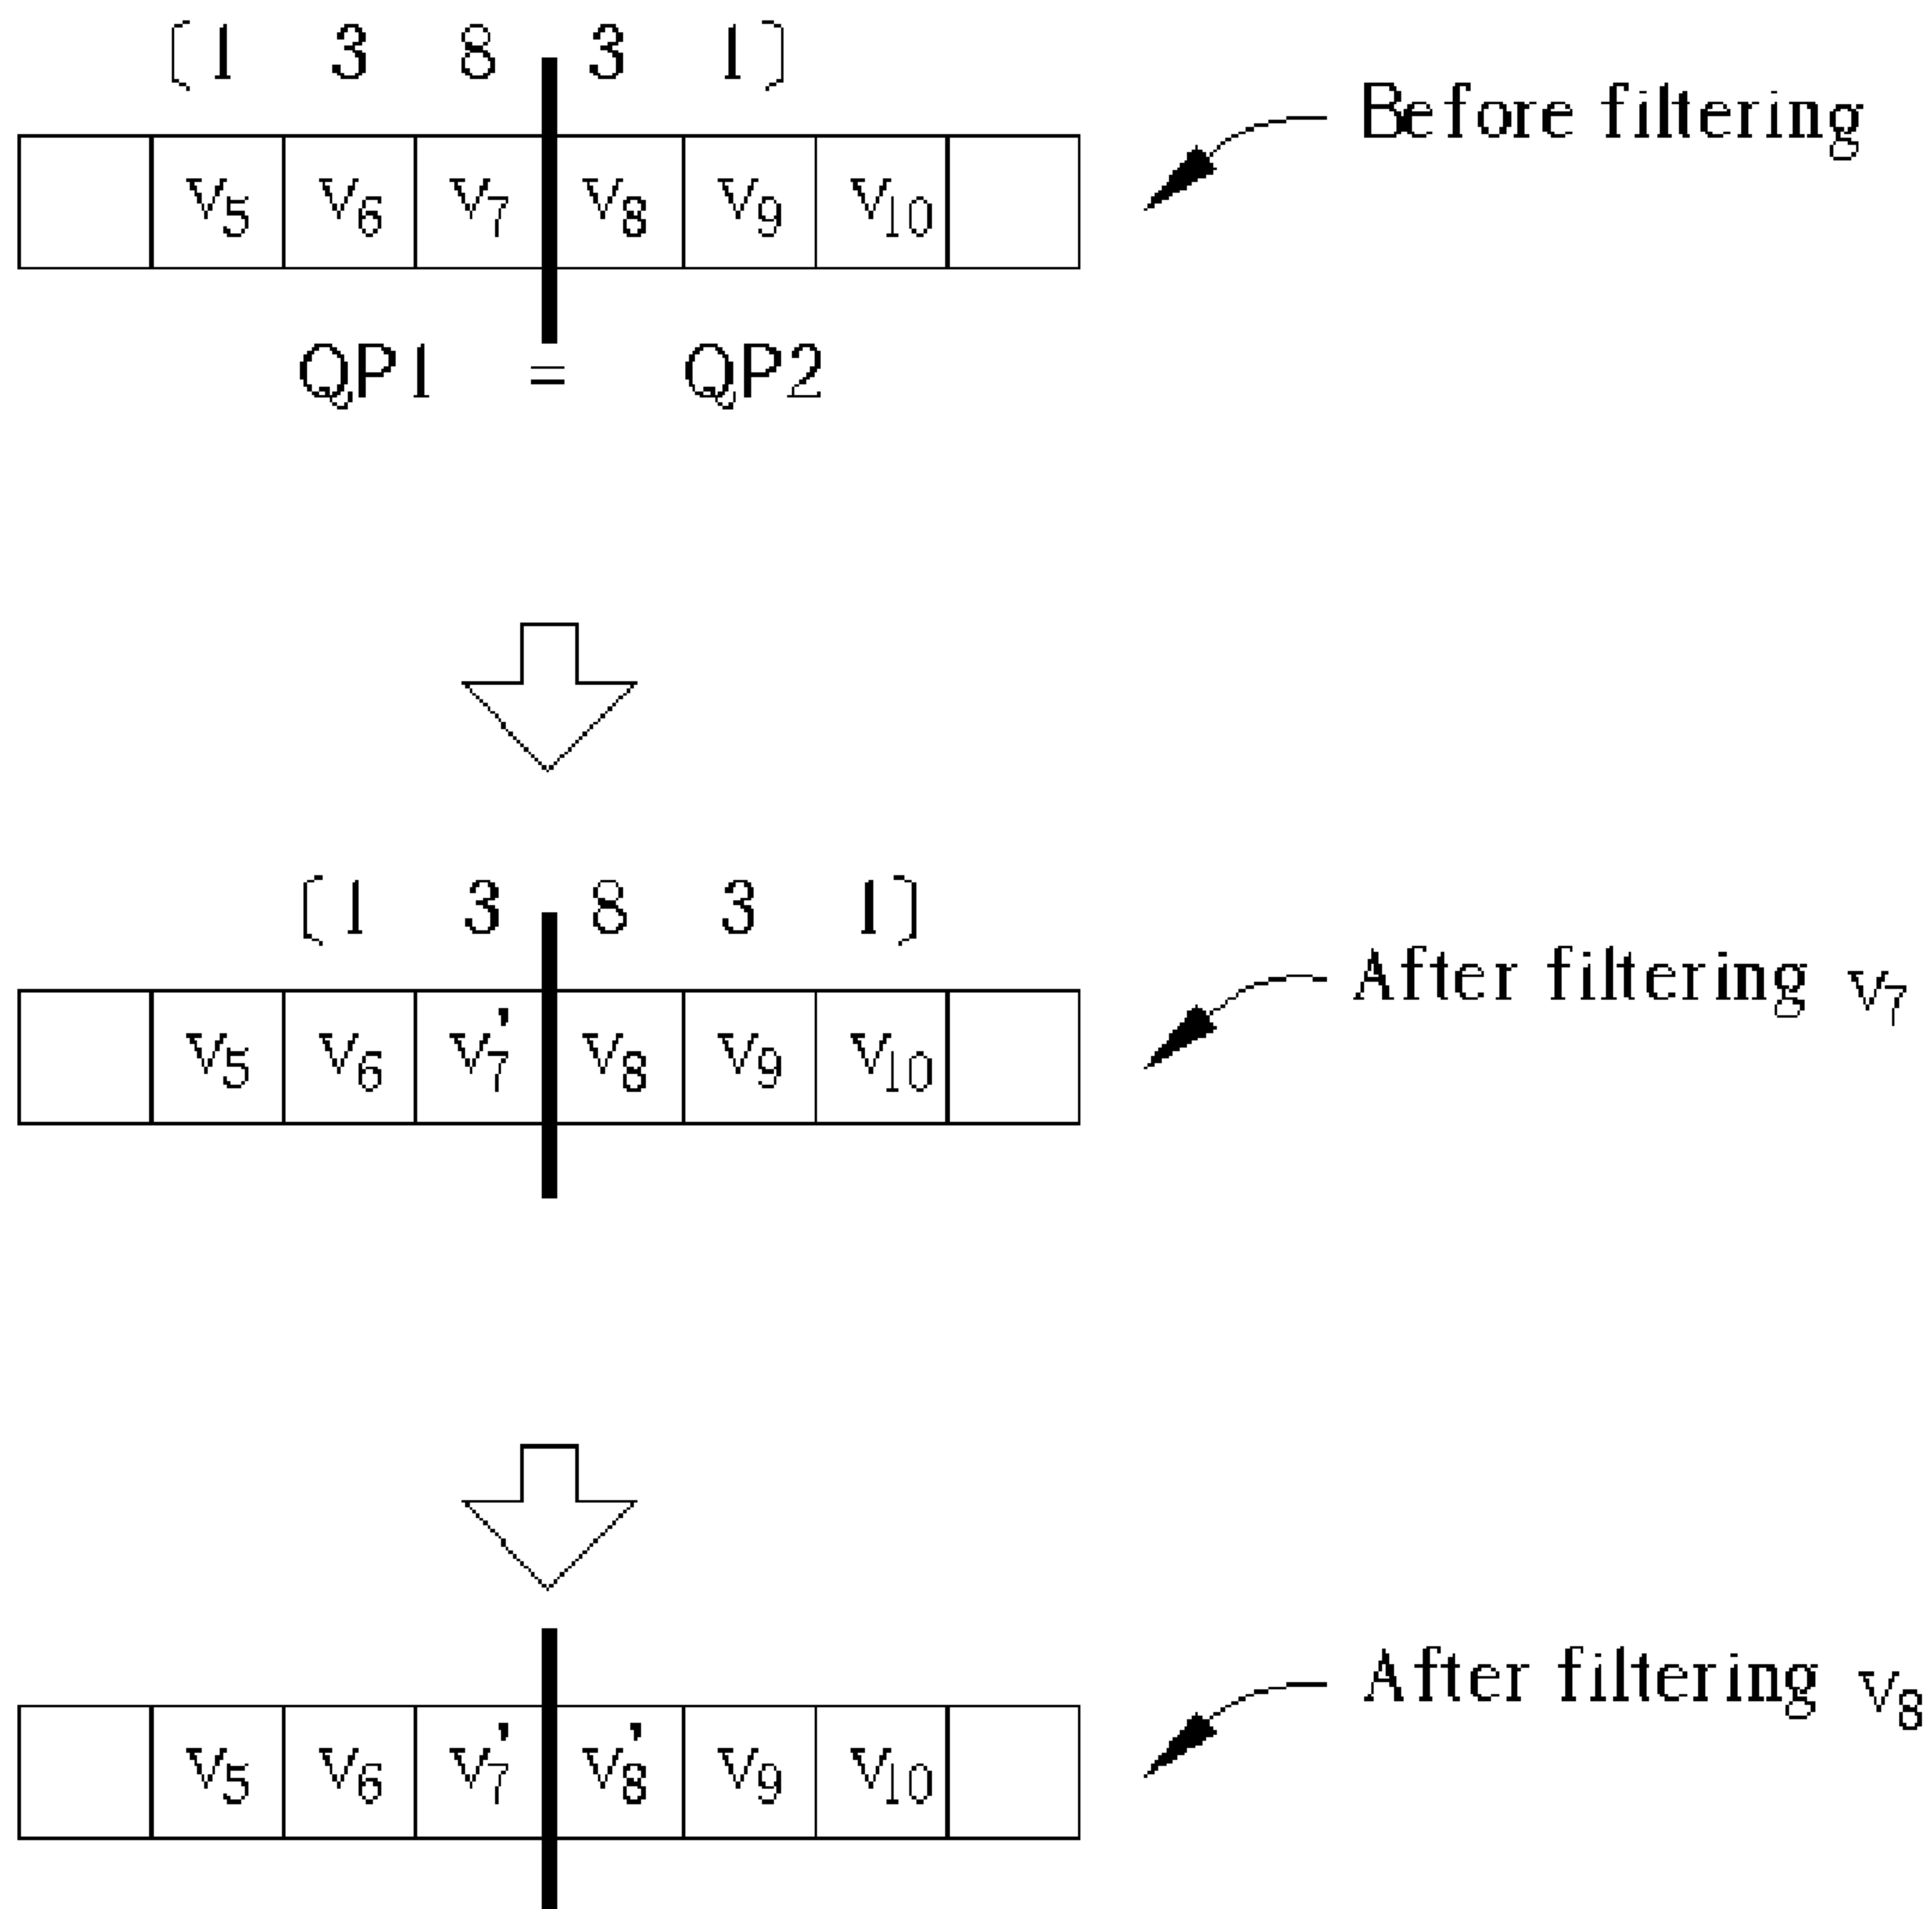 (1 3 8 3 1)
Before filtering
V5 V6 V7 V8 V9 V10
QP1 = QP2
(1 3 8 3 1)
After filtering V7
V5 V6 V7' V8 V9 V10
After filtering V8
V5 V6 V7' V8' V9 V10